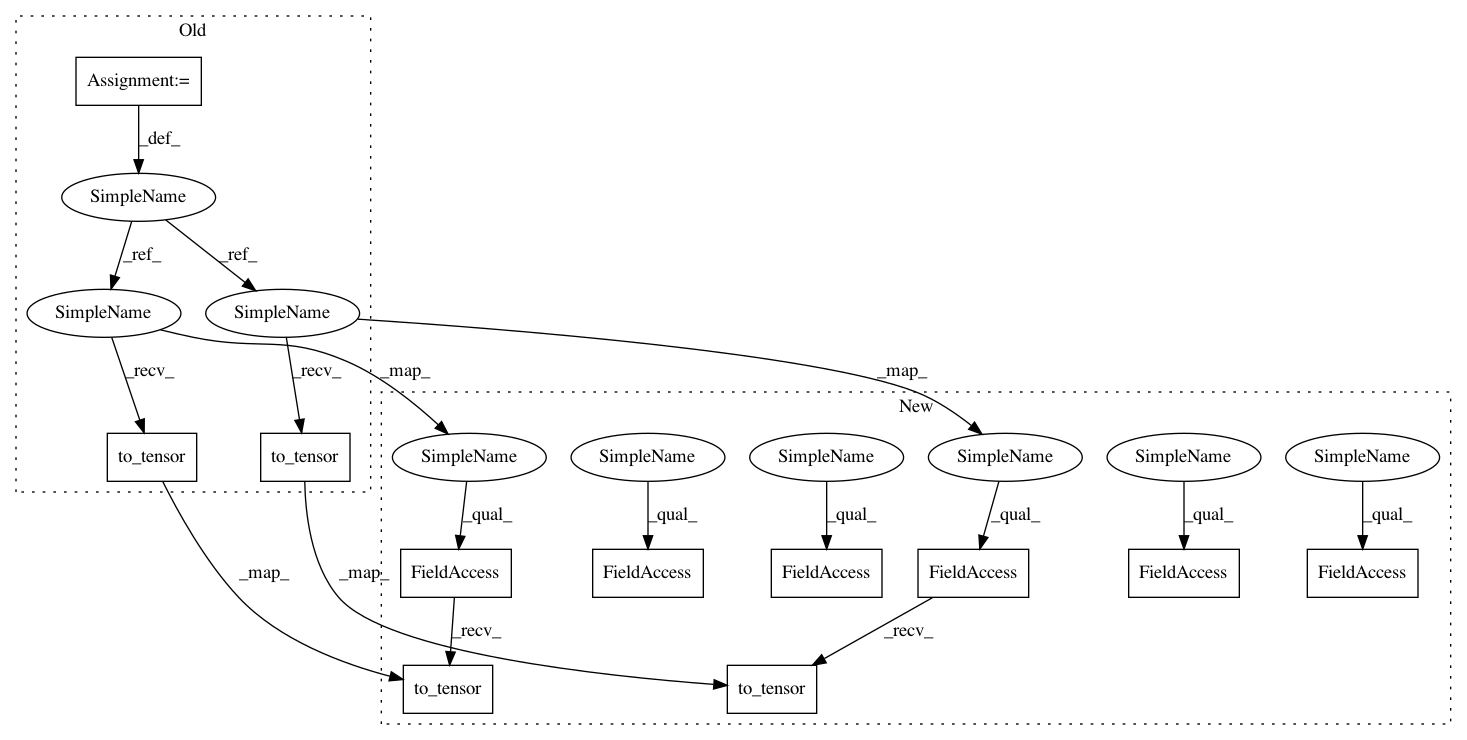 Old
Assignment:=
_def_
SimpleName
_ref_
_ref_
SimpleName
SimpleName
_recv_
_recv_
_map_
_map_
New
to_tensor
to_tensor
SimpleName
SimpleName
SimpleName
SimpleName
SimpleName
SimpleName
_qual_
_qual_
_qual_
_qual_
_qual_
_qual_
_map_
_map_
FieldAccess
FieldAccess
FieldAccess
FieldAccess
FieldAccess
FieldAccess
_recv_
_recv_
to_tensor
to_tensor